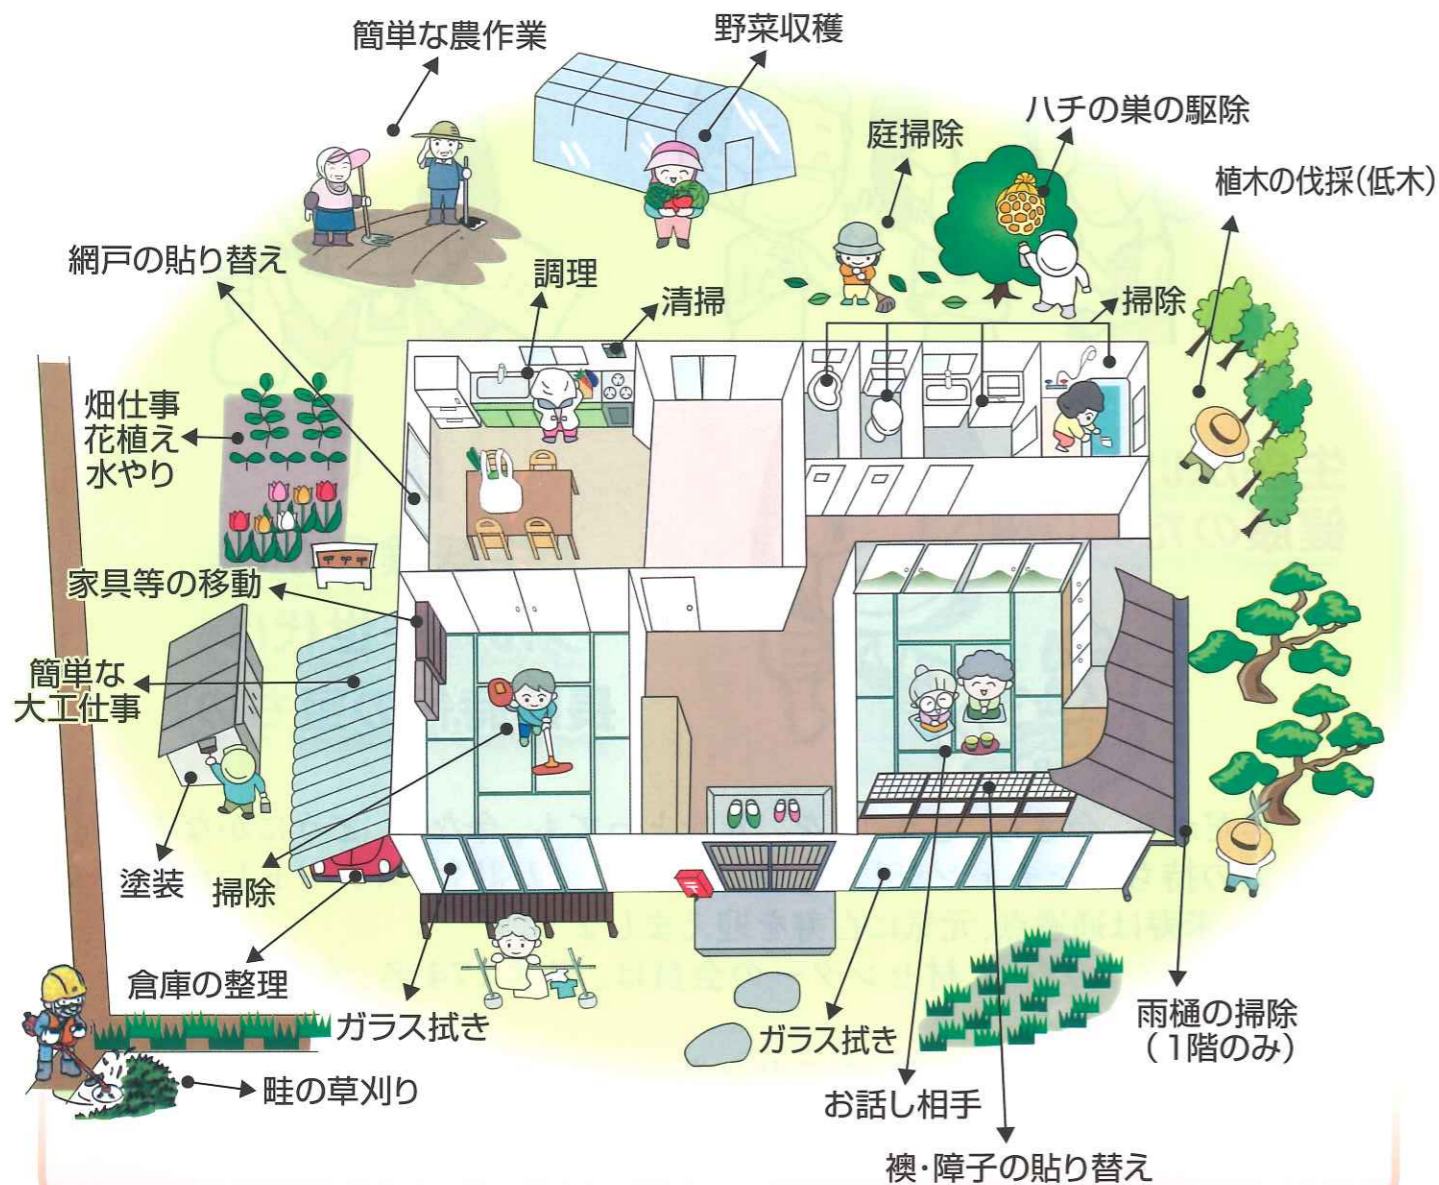 簡単な農作業
野菜収穫
ハチの巣の駆除
庭掃除
植木の伐採(低木)
網戸の貼り替え
調理
清掃
掃除
畑仕事
花植え
水やり
家具等の移動
簡単な
大工仕事
塗装
掃除
倉庫の整理
ガラス拭き
ガラス拭き
雨樋の掃除
(1階のみ)
畦の草刈り
お話し相手
襖・障子の貼り替え